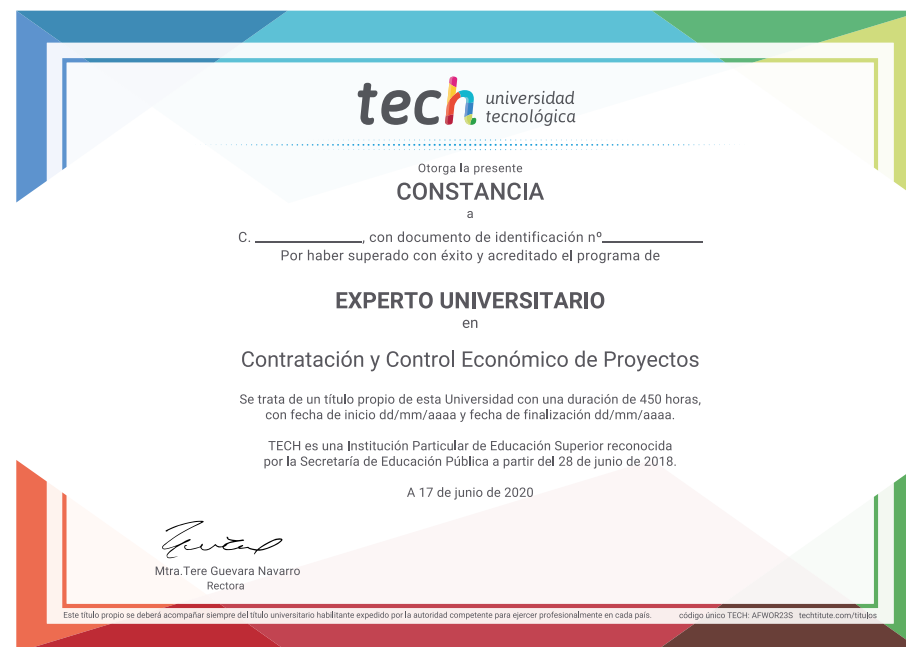 tech universidad
tecnológica
Otorga la presente
CONSTANCIA
a
C. ____________, con documento de identificación nº____________
Por haber superado con éxito y acreditado el programa de
EXPERTO UNIVERSITARIO
en
Contratación y Control Económico de Proyectos
Se trata de un título propio de esta Universidad con una duración de 450 horas,
con fecha de inicio dd/mm/aaaa y fecha de finalización dd/mm/aaaa.
TECH es una Institución Particular de Educación Superior reconocida
por la Secretaría de Educación Pública a partir del 28 de junio de 2018.
A 17 de junio de 2020
Mtra.Tere Guevara Navarro
Rectora
Este título propio se deberá acompañar siempre del título universitario habilitante expedido por la autoridad competente para ejercer profesionalmente en cada país. código único TECH: AFWOR23S techtitute.com/títulos